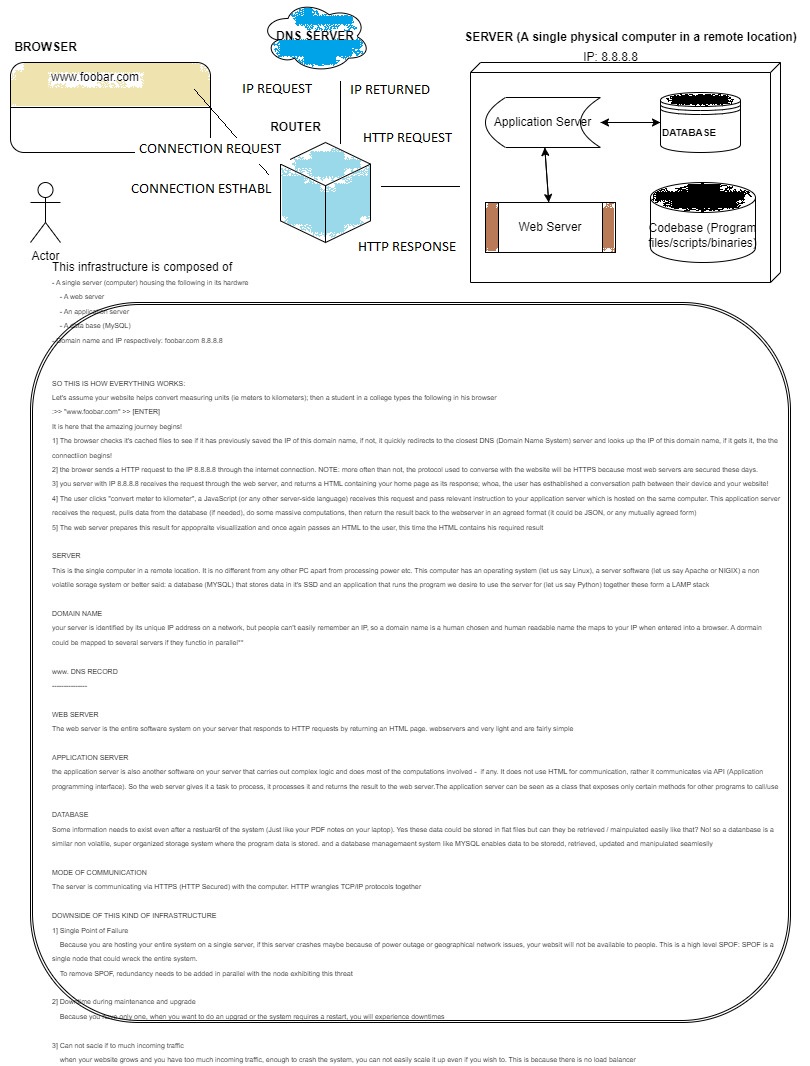 DNS SERVER
BROWSER
SERVER (A single physical computer in a remote location)
IP: 8.8.8.8
www.foobar.com
IP REQUEST
IP RETURNED
ROUTER
HTTP REQUEST
Application Server
DATABASE
CONNECTION REQUEST
CONNECTION ESTHABL
Web Server
Codebase (Program
files/scripts/binaries)
HTTP RESPONSE
Actor
This infrastructure is composed of
- A single server (computer) housing the following in its hardwre
- A web server
- An application server
- A data base (MySQL)
- Domain name and IP respectively: foobar.com 8.8.8.8
SO THIS IS HOW EVERYTHING WORKS:
Let's assume your website helps convert measuring units (ie meters to kilometers); then a student in a college types the following in his browser
:>> "www.foobar.com" >> [ENTER]
It is here that the amazing journey begins!
1] The browser checks it's cached files to see if it has previously saved the IP of this domain name, if not, it quickly redirects to the closest DNS (Domain Name System) server and looks up the IP of this domain name, if it gets it, the the
connectiion begins!
2] the brower sends a HTTP request to the IP 8.8.8.8 through the internet connection. NOTE: more often than not, the protocol used to converse with the website will be HTTPS because most web servers are secured these days.
3] you server with IP 8.8.8.8 receives the request through the web server, and returns a HTML containing your home page as its response; whoa, the user has esthablished a conversation path between their device and your website!
4] The user clicks "convert meter to kilometer", a JavaScript (or any other server-side language) receives this request and pass relevant instruction to your application server which is hosted on the same computer. This application server
receives the request, pulls data from the database (if needed), do some massive computations, then return the result back to the webserver in an agreed format (it could be JSON, or any mutually agreed form)
5] The web server prepares this result for appopraite visuallization and once again passes an HTML to the user, this time the HTML contains his required result
SERVER
This is the single computer in a remote location. It is no different from any other PC apart from processing power etc. This computer has an operating system (let us say Linux), a server software (let us say Apache or NIGIX) a non
volatile sorage system or better said: a database (MYSQL) that stores data in it's SSD and an application that runs the program we desire to use the server for (let us say Python) together these form a LAMP stack
DOMAIN NAME
your server is identified by its unique IP address on a network, but people can't easily remember an IP, so a domain name is a human chosen and human readable name the maps to your IP when entered into a browser. A domain
could be mapped to several servers if they functio in parallel""
www. DNS RECORD
---------------
WEB SERVER
The web server is the entire software system on your server that responds to HTTP requests by returning an HTML page. webservers and very light and are fairly simple
APPLICATION SERVER
the application server is also another software on your server that carries out complex logic and does most of the computations involved - if any. It does not use HTML for communication, rather it communicates via API (Application
programming interface). So the web server gives it a task to process, it processes it and returns the result to the web server.The application server can be seen as a class that exposes only certain methods for other programs to call/use
DATABASE
Some information needs to exist even after a restuar6t of the system (Just like your PDF notes on your laptop). Yes these data could be stored in flat files but can they be retrieved / mainpulated easily like that? No! so a datanbase is a
similar non volatile, super organized storage system where the program data is stored. and a database managemaent system like MYSQL enables data to be storedd, retrieved, updated and manipulated seamleslly
MODE OF COMMUNICATION
The server is communicating via HTTPS (HTTP Secured) with the computer. HTTP wrangles TCP/IP protocols together
DOWNSIDE OF THIS KIND OF INFRASTRUCTURE
1] Single Point of Failure
Because you are hosting your entire system on a single server, if this server crashes maybe because of power outage or geographical network issues, your websit will not be available to people. This is a high level SPOF: SPOF is a
single node that could wreck the entire system.
To remove SPOF, redundancy needs to be added in parallel with the node exhibiting this threat
2] Downtime during maintenance and upgrade
Because you have only one, when you want to do an upgrad or the system requires a restart, you will experience downtimes
3] Can not sacle if to much incoming traffic
when your website grows and you have too much incoming traffic, enough to crash the system, you can not easily scale it up even if you wish to. This is because there is no load balancer